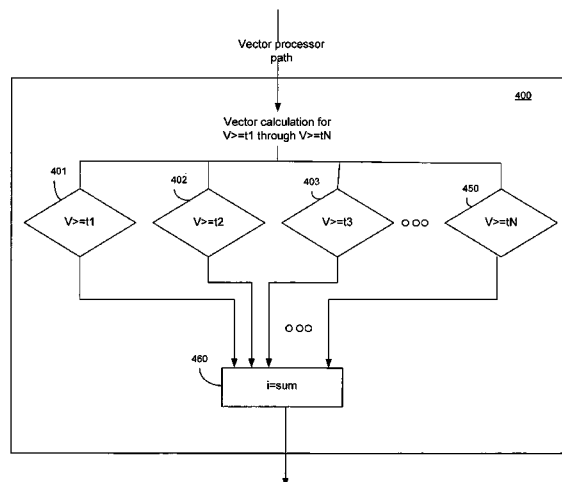 Vector processor
path
400
Vector calculation for
V>=t1 through V>=tN
401
402
403
450
V>=t1
V>=t2
V>=t3
V>=tN
460
i=sum